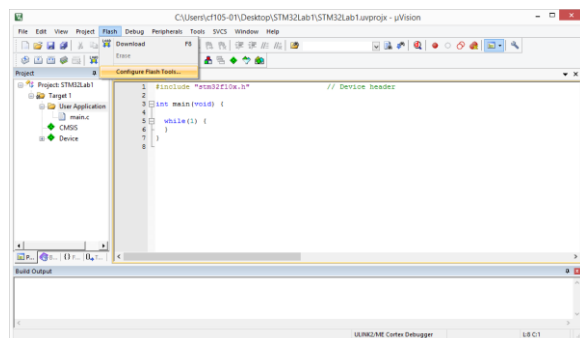 C:\Users\cf105-01\Desktop\STM32Lab1\STM32Lab1.uvprojx - µVision
File Edit View Project Flash Debug Peripherals Tools SVCS Window Help
Download F8
Erase
Configure Flash Tools...
Project
Project: STM32Lab1
Target 1
User Application
main.c
CMSIS
Device
1 #include "stm32f10x.h" // Device header
2
3 int main(void) {
4
5 while(1) {
6 }
7 }
8
P... B... {} F... 0 T...
Build Output
ULINK2/ME Cortex Debugger L:8 C:1